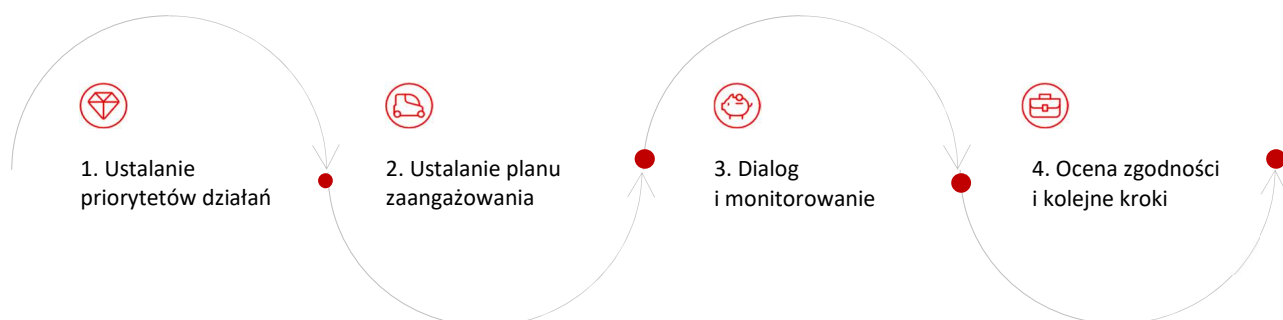 1. Ustalanie
priorytetów działań
2. Ustalanie planu
zaangażowania
3. Dialog
i monitorowanie
4. Ocena zgodności
i kolejne kroki